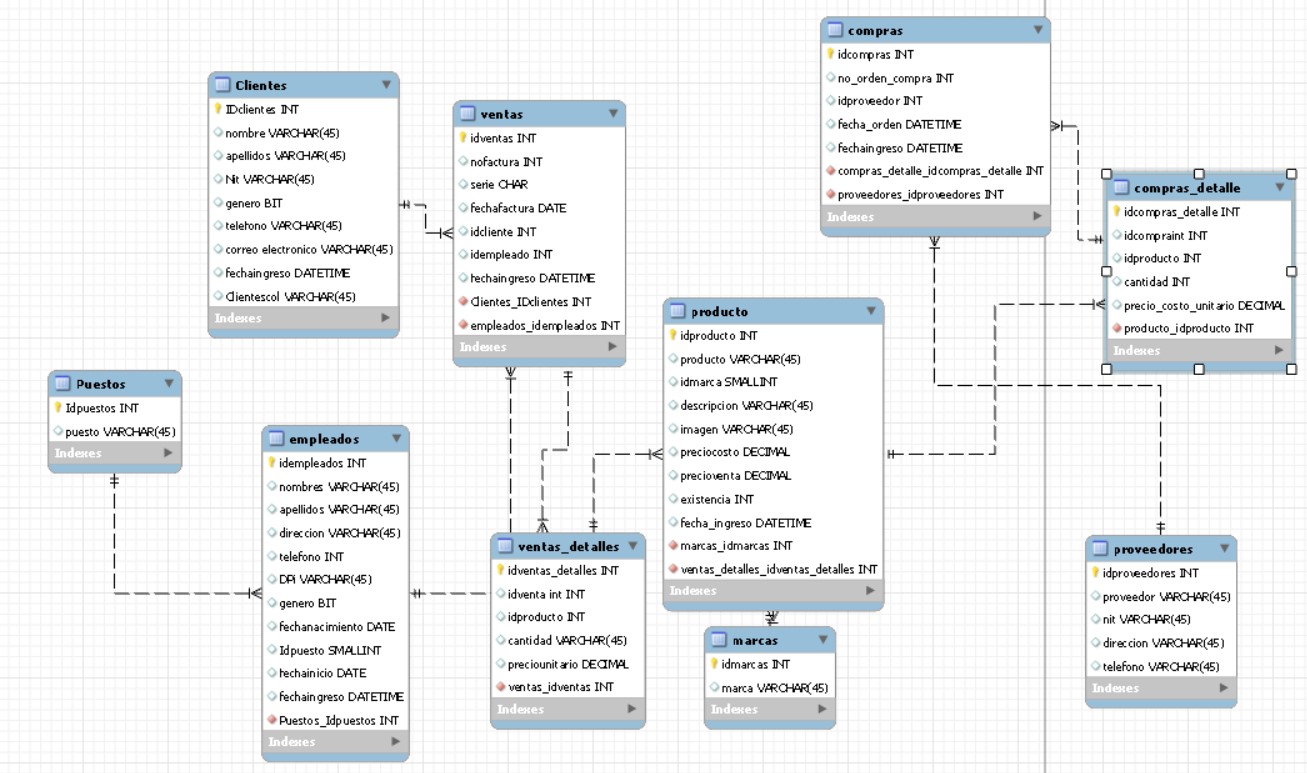 compras
idcompras INT
no_orden_compra INT
idproveedor INT
fecha_orden DATETIME
fechaingreso DATETIME
compras_detalle_idcompras_detalle INT
proveedores_idproveedores INT
Indexes
Clientes
IDclientes INT
nombre VARCHAR(45)
apellidos VARCHAR(45)
Nit VARCHAR(45)
genero BIT
telefono VARCHAR(45)
correo electronico VARCHAR(45)
fechaingreso DATETIME
Clientescol VARCHAR(45)
Indexes
ventas
idventas INT
nofactura INT
serie CHAR
fechafactura DATE
idcliente INT
idempleado INT
fechaingreso DATETIME
Clientes_IDclientes INT
empleados_idempleados INT
Indexes
compras_detalle
idcompras_detalle INT
idcompraint INT
idproducto INT
cantidad INT
precio_costo_unitario DECIMAL
producto_idproducto INT
Indexes
producto
idproducto INT
producto VARCHAR(45)
idmarca SMALLINT
descripcion VARCHAR(45)
imagen VARCHAR(45)
preciocosto DECIMAL
precioventa DECIMAL
existencia INT
fecha_ingreso DATETIME
marcas_idmarcas INT
ventas_detalles_idventas_detalles INT
Indexes
Puestos
Idpuestos INT
puesto VARCHAR(45)
Indexes
empleados
idempleados INT
nombres VARCHAR(45)
apellidos VARCHAR(45)
direccion VARCHAR(45)
telefono INT
DPi VARCHAR(45)
genero BIT
fechanacimiento DATE
Idpuesto SMALLINT
fechainicio DATE
fechaingreso DATETIME
Puestos_Idpuestos INT
Indexes
ventas_detalles
idventas_detalles INT
idventa int INT
idproducto INT
cantidad VARCHAR(45)
preciounitario DECIMAL
ventas_idventas INT
Indexes
marcas
idmarcas INT
marca VARCHAR(45)
Indexes
proveedores
idproveedores INT
proveedor VARCHAR(45)
nit VARCHAR(45)
direccion VARCHAR(45)
telefono VARCHAR(45)
Indexes